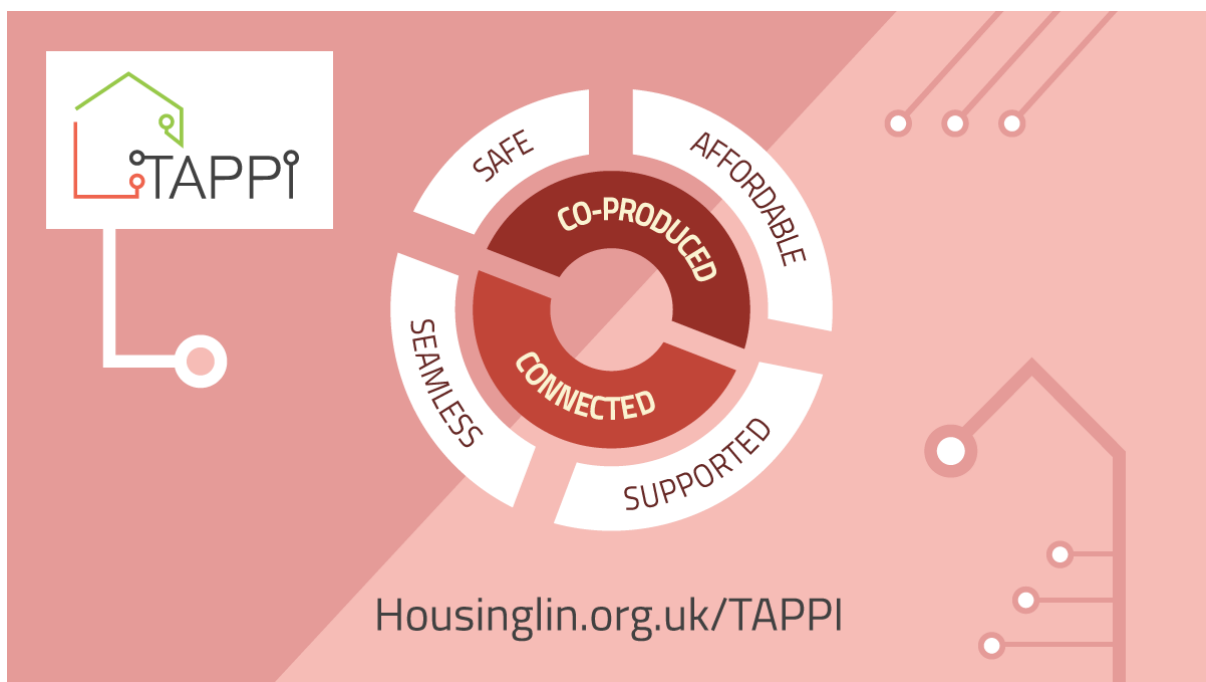 TAPPI
SAFE
AFFORDABLE
CO-PRODUCED
SEAMLESS
CONNECTED
SUPPORTED
Housinglin.org.uk/TAPPI